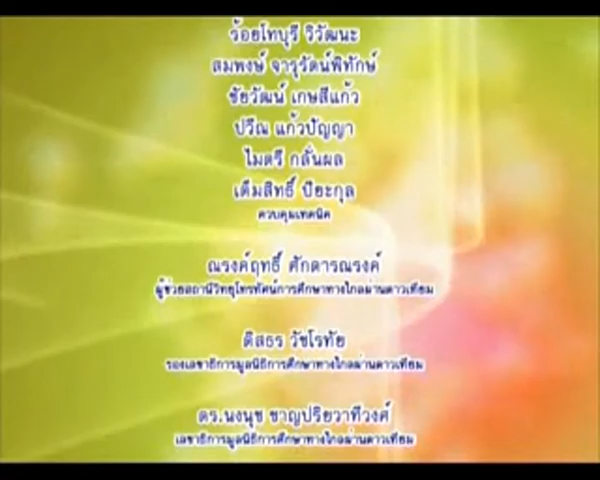 ว้อยโทบุรี วิวัฒนะ
สมพงษ์ จารุรัตน์พิทักษ์
ชัยวัฒน์ เกษสีแก้ว
ปวีณ แก้วปัญญา
ไมตรี กลั่นผล
เติมสิทธิ์ ปิยะกุล
ควบคุมเทคนิค
ณรงค์ฤทธิ์ ศักดารณรงค์
ผู้ช่วยสถานีวิทยุโทรทัศน์การศึกษาทางไกลผ่านดาวเทียม
ดิสธร วัชโรทัย
รองเลขาธิการมูลนิธิการศึกษาทางไกลผ่านดาวเทียม
ดร.นงนุช ชาญปริยวาทีวงศ์
เลขาธิการมูลนิธิการศึกษาทางไกลผ่านดาวเทียม